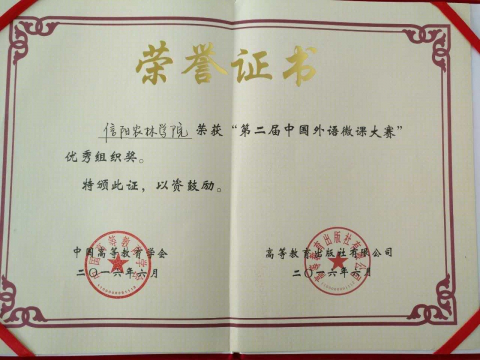 荣誉证书
信阳农林学院 荣获“第二届中国外语微课大赛”
优秀组织奖。
特颁此证，以资鼓励。
中国高等教育学会
二〇一六年六月
高等教育出版社有限公司
二〇一六年六月